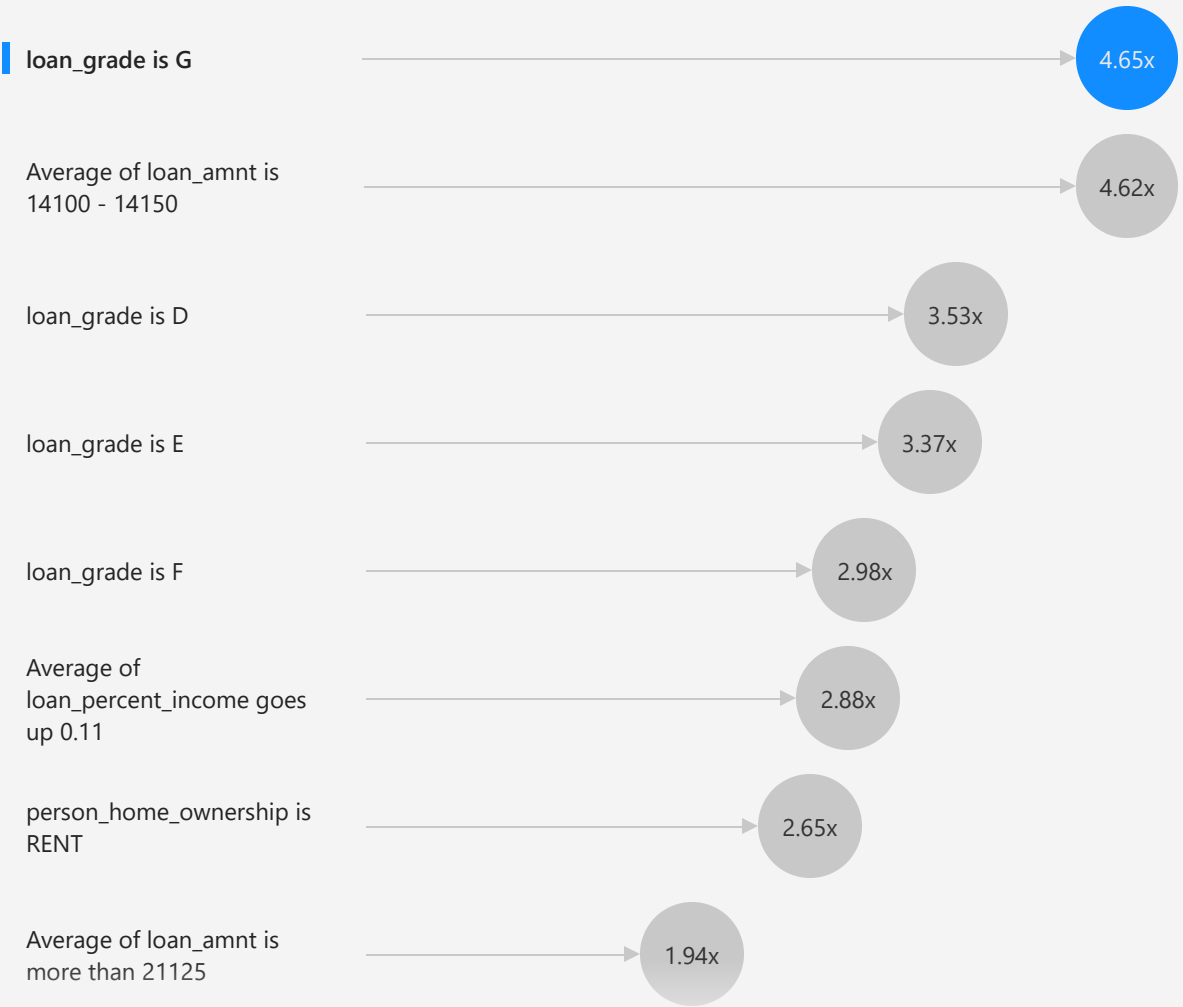 loan_grade is G
4.65x
Average of loan_amnt is
14100 - 14150
4.62x
loan_grade is D
3.53x
loan_grade is E
3.37x
loan_grade is F
2.98x
Average of
loan_percent_income goes
up 0.11
2.88x
person_home_ownership is
RENT
2.65x
Average of loan_amnt is
more than 21125
1.94x